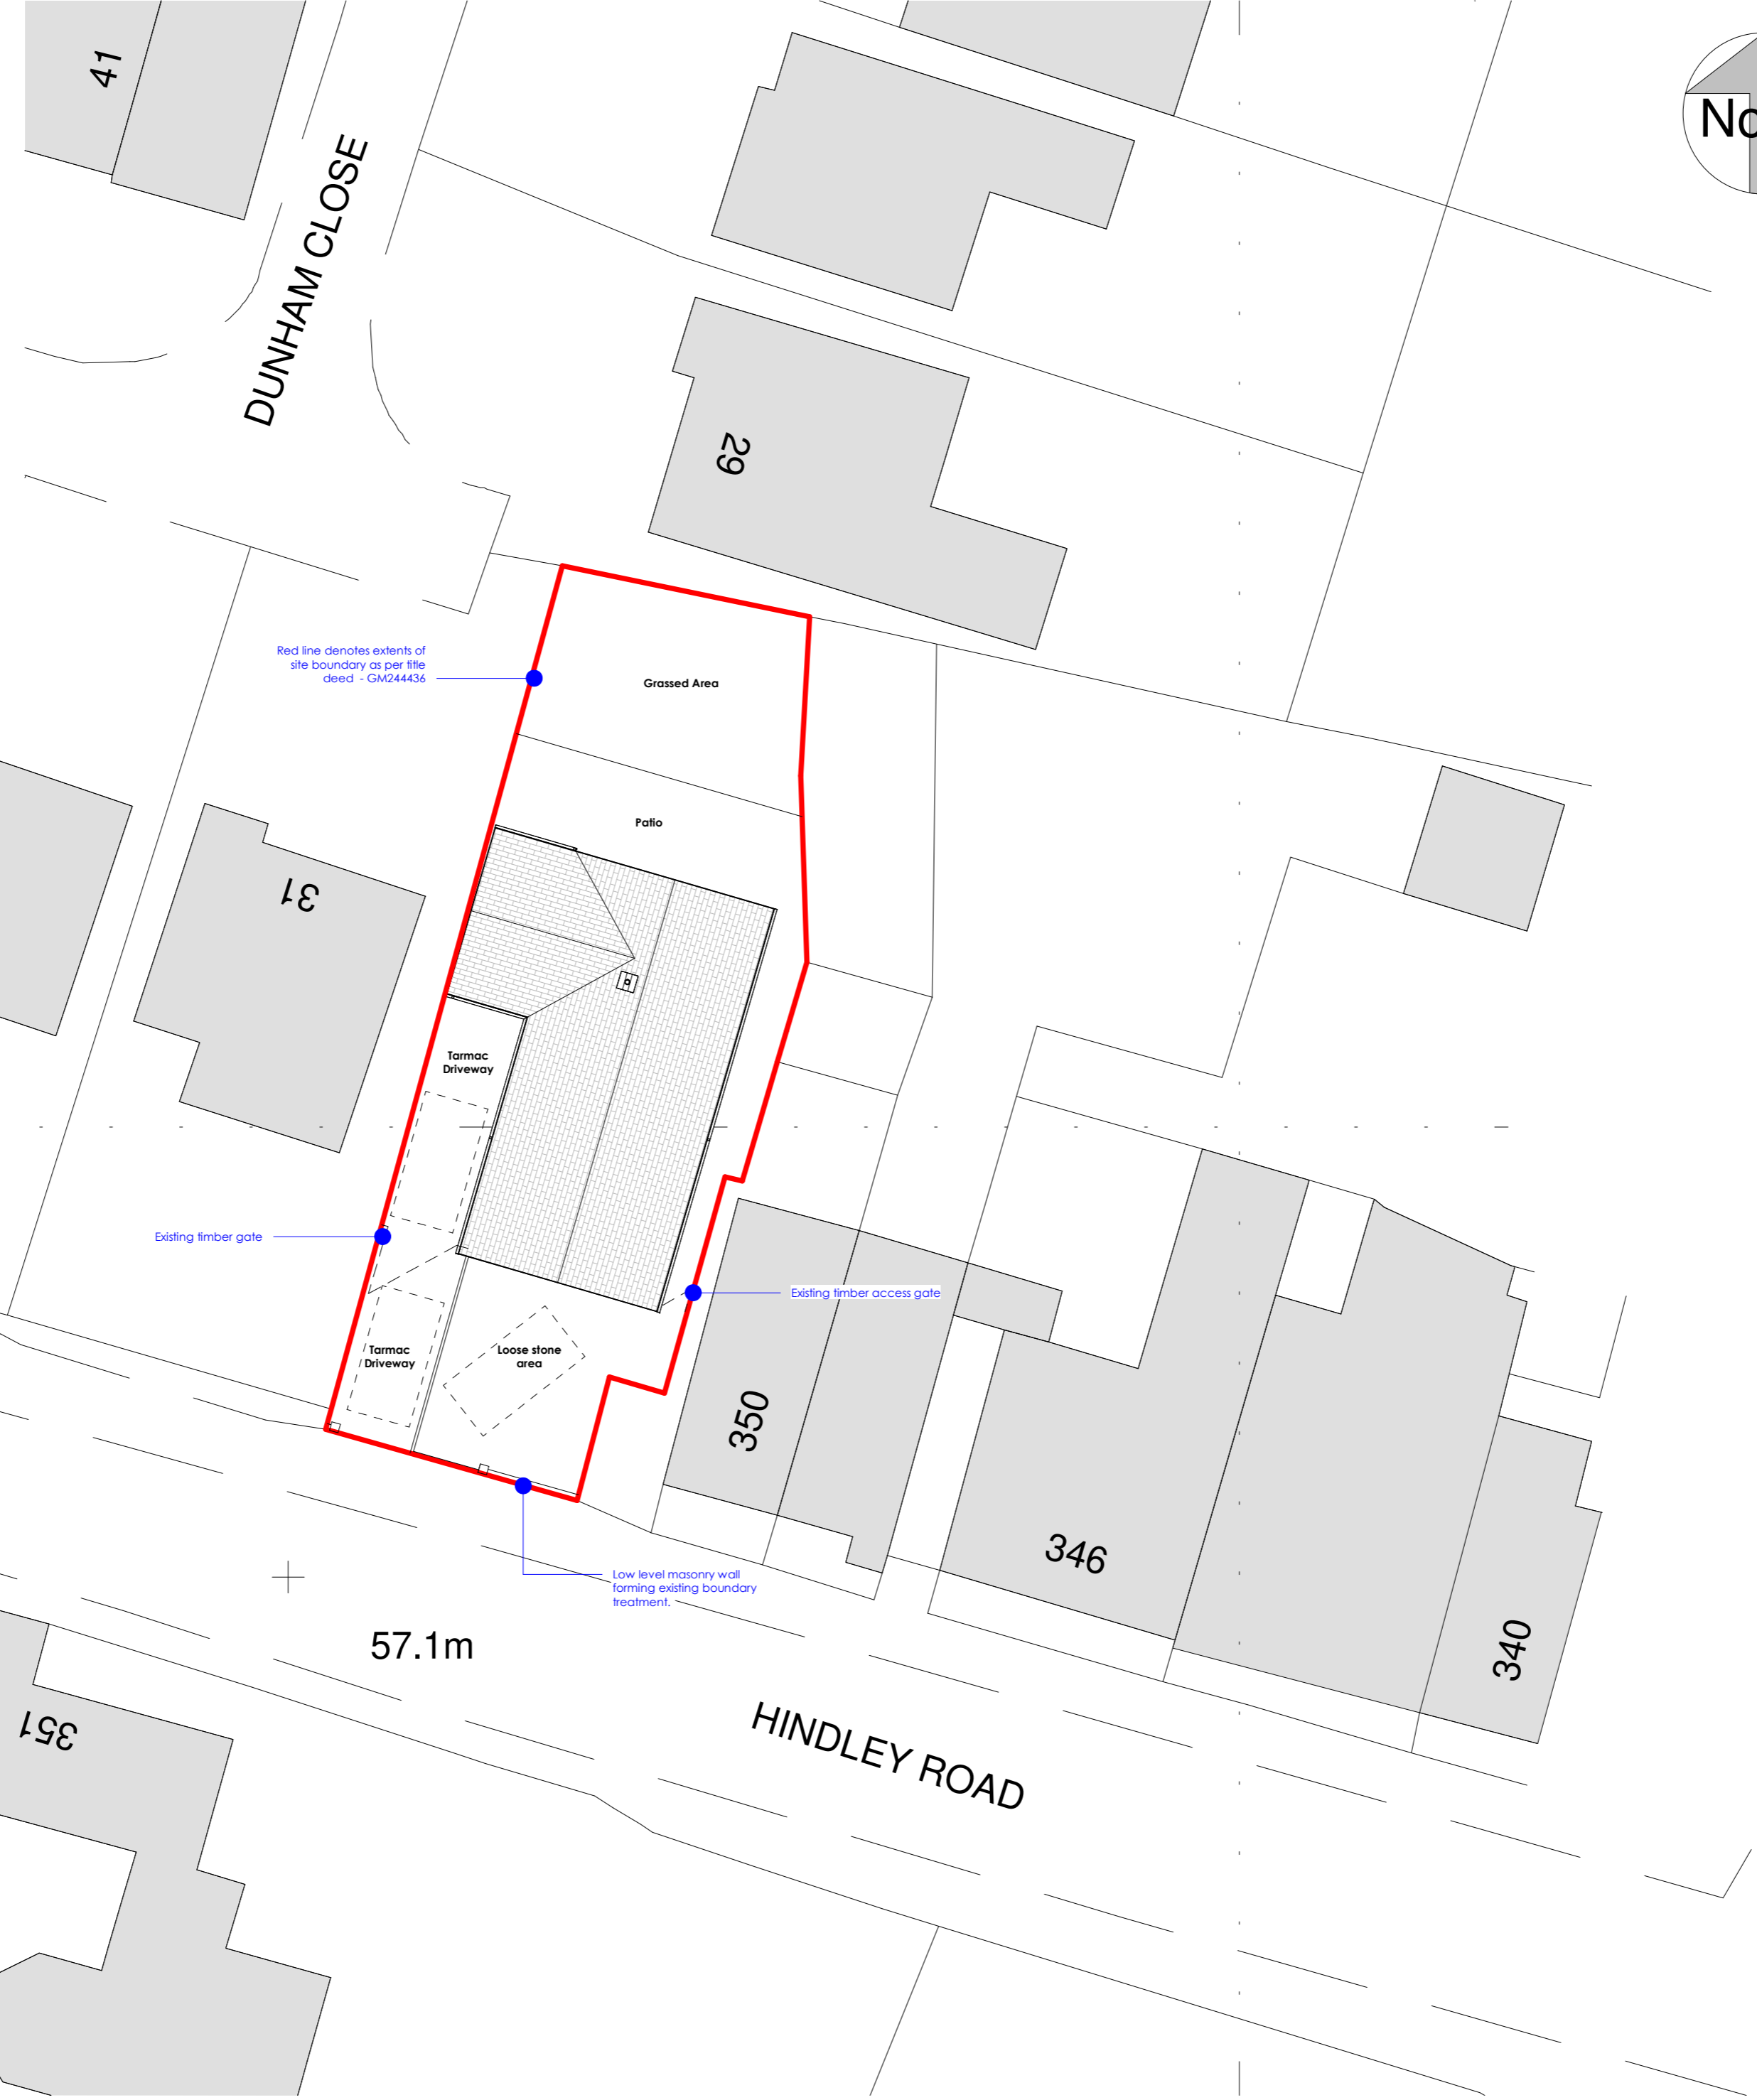 41
No
DUNHAM CLOSE
29
Red line denotes extents of
site boundary as per title
deed - GM244436
Grassed Area
Patio
31
Tarmac
Driveway
Existing timber gate
Existing timber access gate
Tarmac
Driveway
Loose stone
area
350
346
Low level masonry wall
forming existing boundary
treatment.
57.1m
340
351
HINDLEY ROAD